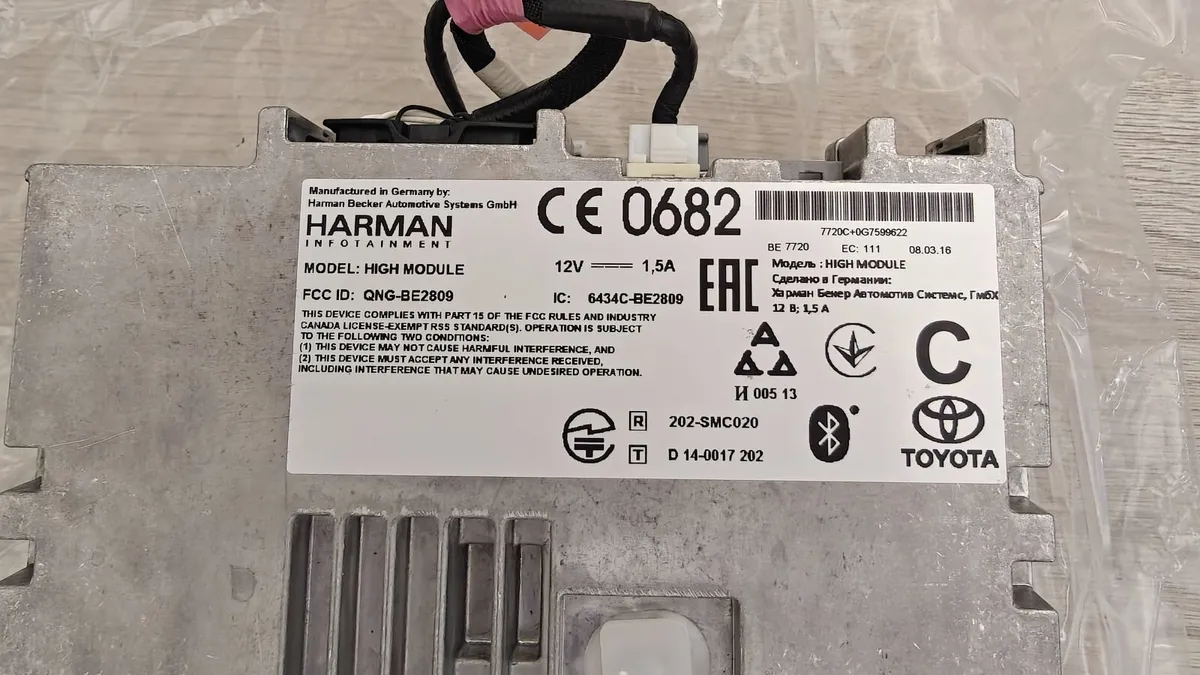 Manufactured in Germany by:
Harman Becker Automotive Systems GmbH
HARMAN
INFOTAINMENT
CE 0682
7720C+0G7599622
BE 7720 EC: 111 08.03.16
MODEL: HIGH MODULE
12V 1,5A
FCC ID: QNG-BE2809
IC: 6434C-BE2809
EAC
Модель : HIGH MODULE
Сделано в Германии:
Харман Бекер Автомотив Системс, ГмбХ
12 В; 1,5 А
THIS DEVICE COMPLIES WITH PART 15 OF THE FCC RULES AND INDUSTRY
CANADA LICENSE-EXEMPT RSS STANDARD(S). OPERATION IS SUBJECT
TO THE FOLLOWING TWO CONDITIONS:
(1) THIS DEVICE MAY NOT CAUSE HARMFUL INTERFERENCE, AND
(2) THIS DEVICE MUST ACCEPT ANY INTERFERENCE RECEIVED,
INCLUDING INTERFERENCE THAT MAY CAUSE UNDESIRED OPERATION.
И 005 13
C
R 202-SMC020
T D 14-0017 202
TOYOTA